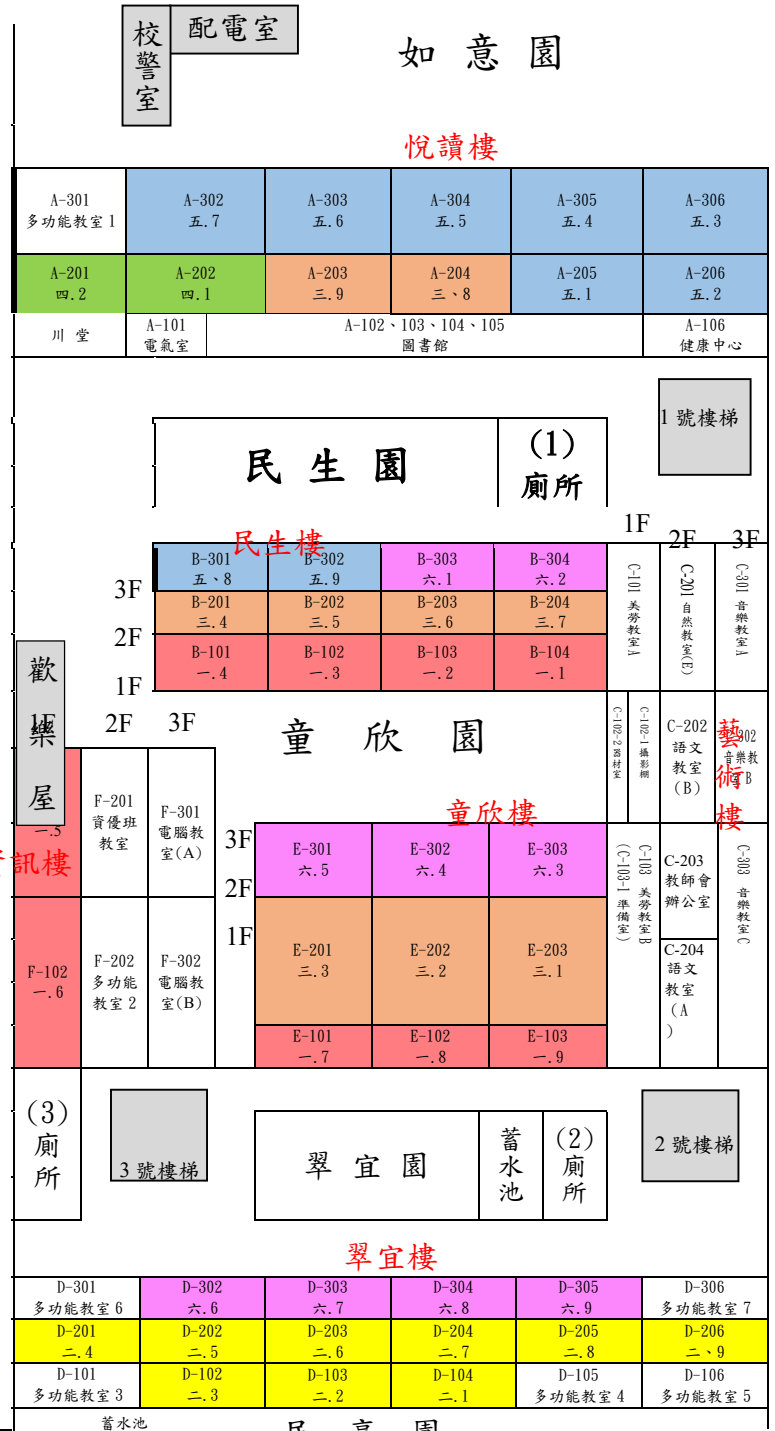 校警室
配電室
如意園
悅讀樓
A-301
多功能教室1
A-302
五.7
A-303
五.6
A-304
五.5
A-305
五.4
A-306
五.3
A-201
四.2
A-202
四.1
A-203
三.9
A-204
三、8
A-205
五.1
A-206
五.2
川堂
A-101
電氣室
A-102、103、104、105
圖書館
A-106
健康中心
1號樓梯
民生園
(1)
廁所
1F
2F
3F
民生樓
3F
2F
1F
B-301
五、8
B-302
五.9
B-303
六.1
B-304
六.2
B-201
三.4
B-202
三.5
B-203
三.6
B-204
三.7
B-101
一.4
B-102
一.3
B-103
一.2
B-104
一.1
C-101 美勞教室A
C-201 自然教室(E)
C-301 音樂教室A
歡樂屋
1F
2F
3F
童欣園
C-102-2器材室
C-102-1攝影棚
C-202
語文
教室
(B)
302
音樂教
室B
藝術樓
童欣樓
一.5
F-201
資優班
教室
F-301
電腦教
室(A)
訊樓
3F
2F
1F
E-301
六.5
E-302
六.4
E-303
六.3
C-103 美勞教室B
(C-103-1 準備室)
C-203
教師會
辦公室
C-303 音樂教室C
F-102
一.6
F-202
多功能
教室2
F-302
電腦教
室(B)
E-201
三.3
E-202
三.2
E-203
三.1
C-204
語文
教室
(A
)
E-101
一.7
E-102
一.8
E-103
一.9
(3)
廁所
3號樓梯
翠宜園
蓄水池
(2)
廁所
2號樓梯
翠宜樓
D-301
多功能教室6
D-302
六.6
D-303
六.7
D-304
六.8
D-305
六.9
D-306
多功能教室7
D-201
二.4
D-202
二.5
D-203
二.6
D-204
二.7
D-205
二.8
D-206
二、9
D-101
多功能教室3
D-102
二.3
D-103
二.2
D-104
二.1
D-105
多功能教室4
D-106
多功能教室5
蓄水池